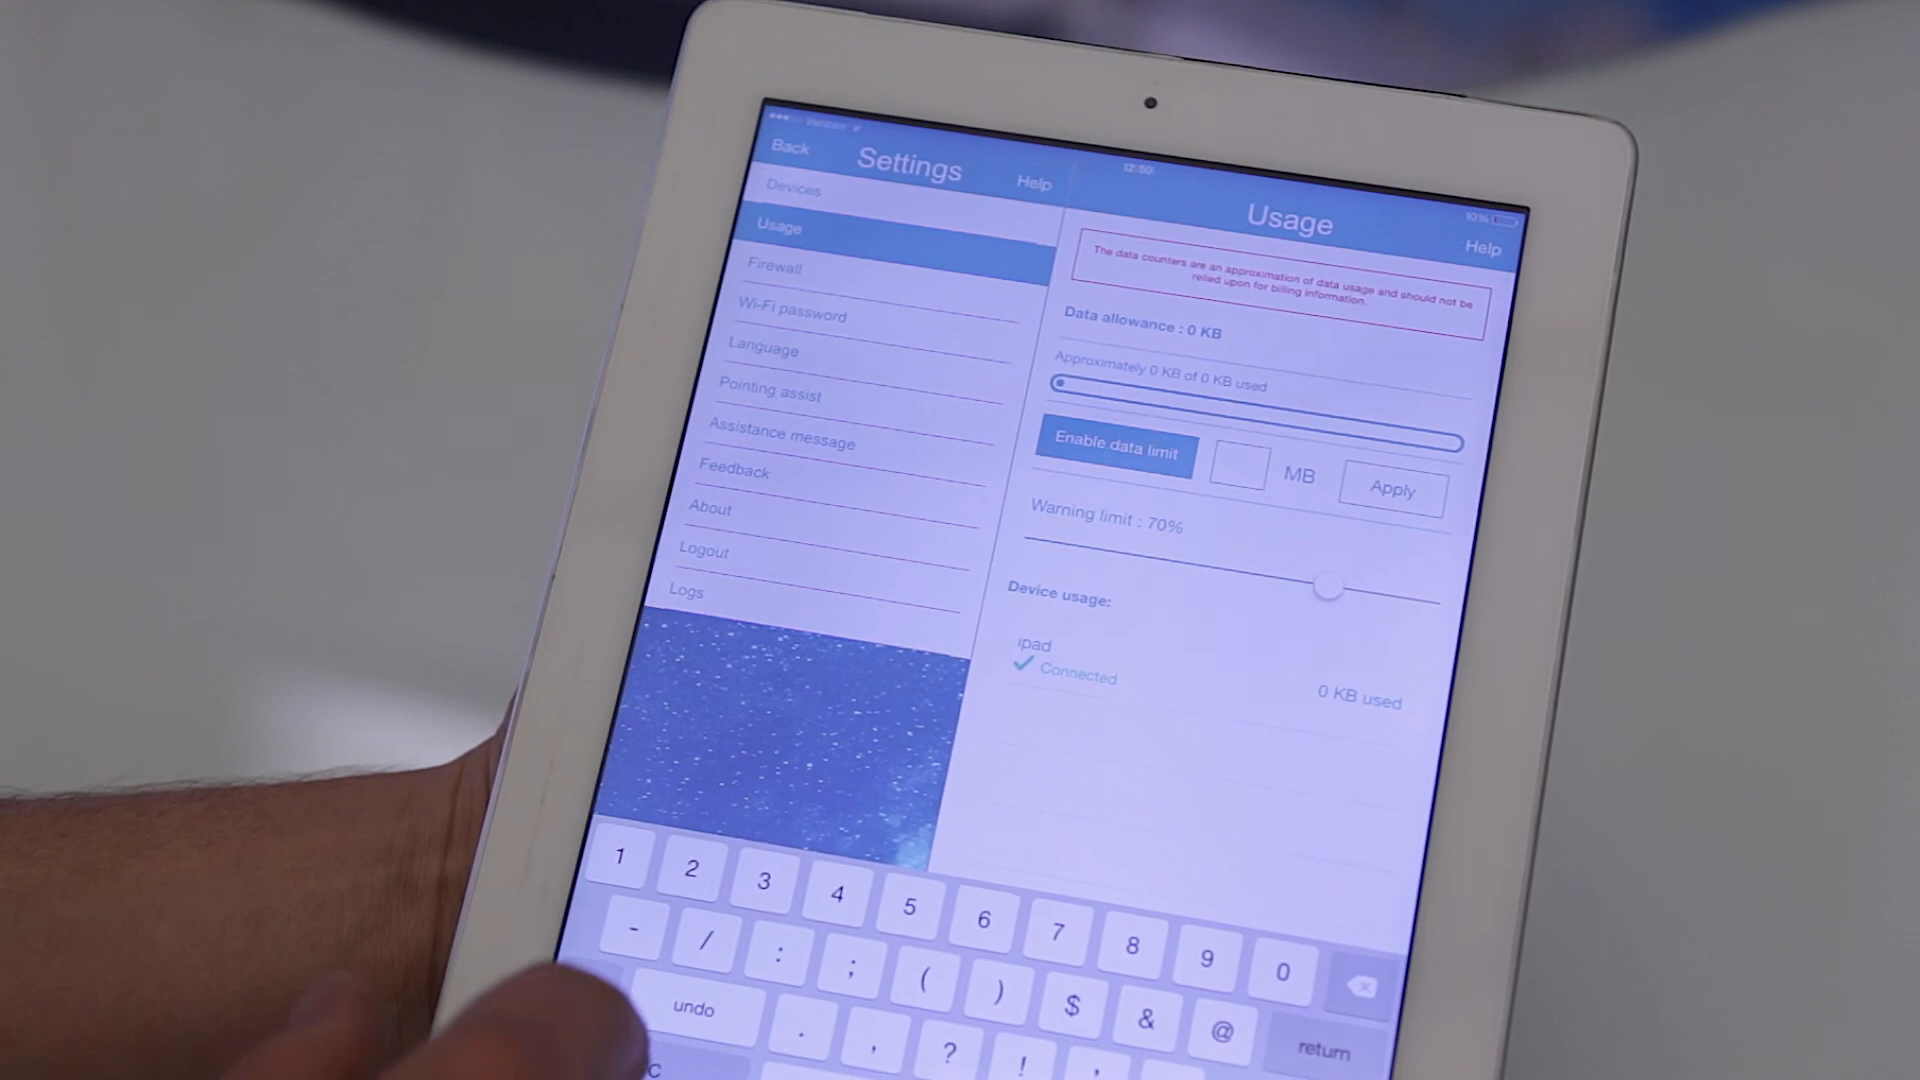 Verizon
12:50
10%
Back
Settings
Help
Usage
Help
Devices
Usage
Firewall
Wi-Fi password
Language
Pointing assist
Assistance message
Feedback
About
Logout
Logs
The data counters are an approximation of data usage and should not be
relied upon for billing information.
Data allowance : 0 KB
Approximately 0 KB of 0 KB used
Enable data limit
MB
Apply
Warning limit : 70%
Device usage:
ipad
Connected
0 KB used
1 2 3 4 5 6 7 8 9 0
- / : ; ( ) $ & @ return
undo . , ? ! '
C